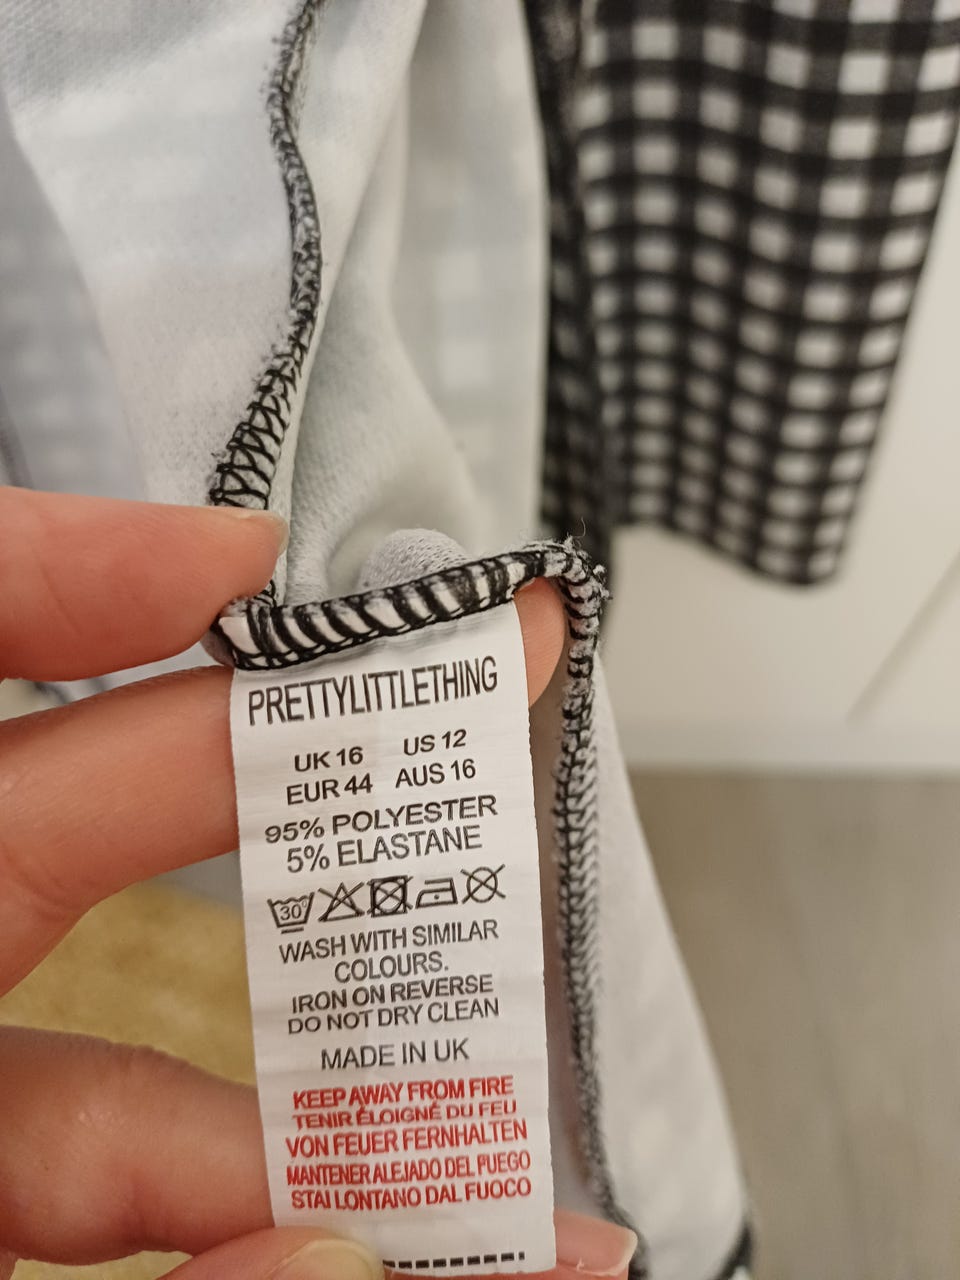 PRETTYLITTLETHING
UK 16 US 12
EUR 44 AUS 16
95% POLYESTER
5% ELASTANE
30°
WASH WITH SIMILAR
COLOURS.
IRON ON REVERSE
DO NOT DRY CLEAN
MADE IN UK
KEEP AWAY FROM FIRE
TENIR ÉLOIGNÉ DU FEU
VON FEUER FERNHALTEN
MANTENER ALEJADO DEL FUEGO
STAI LONTANO DAL FUOCO